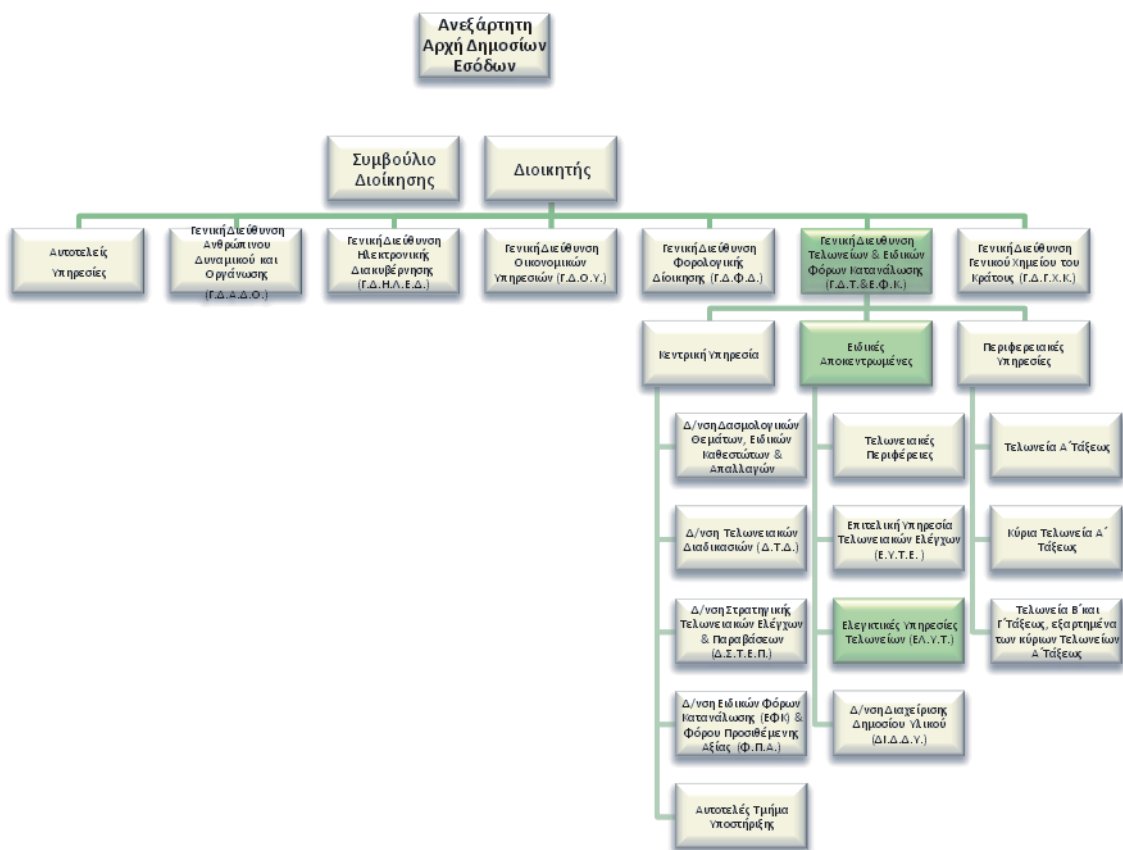 Ανεξάρτητη
Αρχή Δημοσίων
Εσόδων
Συμβούλιο
Διοίκησης
Διοικητής
Αυτοτελείς
Υπηρεσίες
Γενική Διεύθυνση
Ανθρώπινου
Δυναμικού και
Οργάνωσης
(Γ.Δ.Α.Δ.Ο.)
Γενική Διεύθυνση
Ηλεκτρονικής
Διακυβέρνησης
(Γ.Δ.Η.Λ.Ε.Δ.)
Γενική Διεύθυνση
Οικονομικών
Υπηρεσιών (Γ.Δ.Ο.Υ.)
Γενική Διεύθυνση
Φορολογικής
Δίοικησης (Γ.Δ.Φ.Δ.)
Γενική Διευθυνση
Τελωνείων & Ειδικών
Φόρων Κατανάλωσης
(Γ.Δ.Τ.&Ε.Φ.Κ.)
Γενική Διεύθυνση
Γενικού Χημείου του
Κράτους (Γ.Δ.Γ.Χ.Κ.)
Κεντρική Υπηρεσία
Ειδικές
Αποκεντρωμένες
Περιφερειακές
Υπηρεσίες
Δ/νση Δασμολογικών
Θεμάτων, Ειδικών
Καθεστώτων &
Απαλλαγών
Τελωνειακές
Περιφέρειες
Τελωνεία Α΄Τάξεως
Δ/νση Τελωνειακών
Διαδικασιών (Δ.Τ.Δ.)
Επιτελική Υπηρεσία
Τελωνειακών Ελέγχων
(Ε.Υ.Τ.Ε. )
Κύρια Τελωνεία Α΄
Τάξεως
Δ/νση Στρατηγικής
Τελωνειακών Ελέγχων
& Παραβάσεων
(Δ.Σ.Τ.Ε.Π.)
Ελεγκτικές Υπηρεσίες
Τελωνείων (ΕΛ.Υ.Τ.)
Τελωνεία Β΄και
Γ΄Τάξεως, εξαρτημένα
των κύριων Τελωνείων
Α΄Τάξεως
Δ/νση Ειδικών Φόρων
Κατανάλωσης (ΕΦΚ) &
Φόρου Προσιθέμενης
Αξίας (Φ.Π.Α.)
Δ/νση Διαχείρισης
Δημοσίου Υλικού
(ΔΙ.Δ.Δ.Υ.)
Αυτοτελές Τμήμα
Υποστήριξης